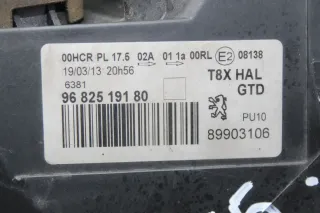 00HCR PL 17.5 02A 01 1a 00RL E2 08138
19/03/13 20h56 T8X HAL
6381 GTD
96 825 191 80
PU10
89903106